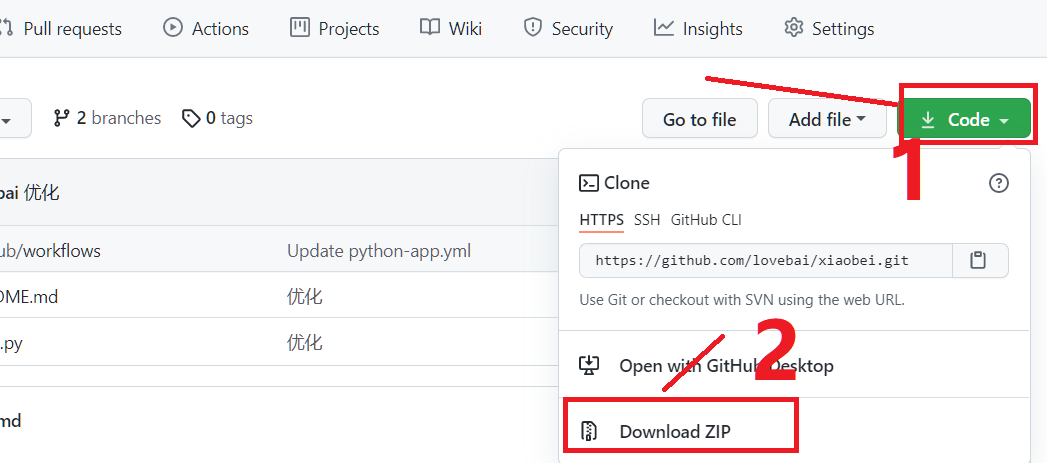 Pull requests Actions Projects Wiki Security Insights Settings
2 branches 0 tags Go to file Add file Code
1
bai 优化
Clone
HTTPS SSH GitHub CLI
ub/workflows Update python-app.yml
https://github.com/lovebai/xiaobei.git
OME.md 优化
Use Git or checkout with SVN using the web URL.
.py 优化
2
Open with GitHub Desktop
md
Download ZIP